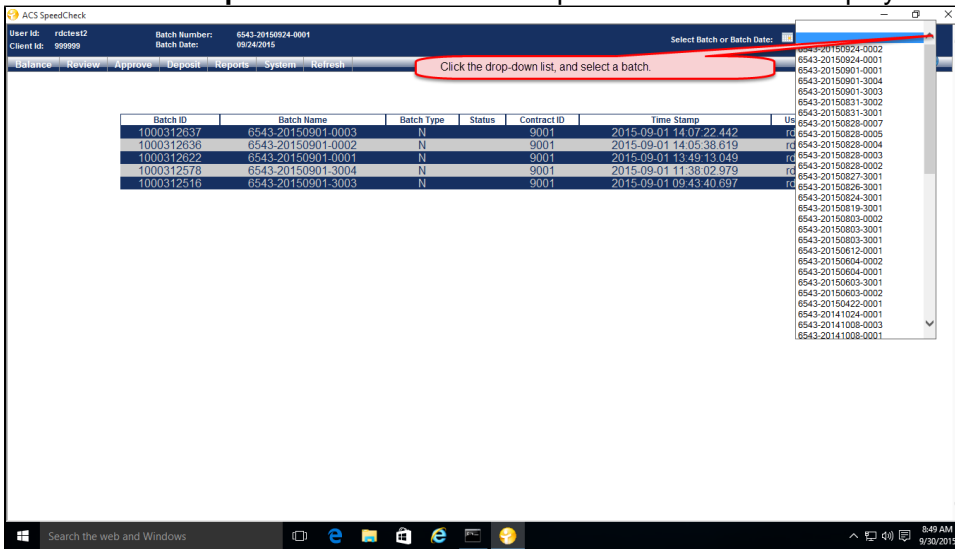 ACS SpeedCheck
User Id: rdctest2 Batch Number: 6543-20150924-0001
Client Id: 999999 Batch Date: 09/24/2015
Select Batch or Batch Date:
Balance Review Approve Deposit Reports System Refresh
Click the drop-down list, and select a batch.
Batch ID Batch Name Batch Type Status Contract ID Time Stamp Us
1000312637 6543-20150901-0003 N 9001 2015-09-01 14:07:22.442 rd
1000312636 6543-20150901-0002 N 9001 2015-09-01 14:05:38.619 rd
1000312622 6543-20150901-0001 N 9001 2015-09-01 13:49:13.049 rd
1000312578 6543-20150901-3004 N 9001 2015-09-01 11:38:02.979 rd
1000312516 6543-20150901-3003 N 9001 2015-09-01 09:43:40.697 rd
6543-20150924-0002
6543-20150924-0001
6543-20150901-0001
6543-20150901-3004
6543-20150901-3003
6543-20150831-3002
6543-20150831-3001
6543-20150828-0007
6543-20150828-0005
6543-20150828-0004
6543-20150828-0003
6543-20150828-0002
6543-20150827-3001
6543-20150826-3001
6543-20150824-3001
6543-20150819-3001
6543-20150803-0002
6543-20150803-3001
6543-20150803-3001
6543-20150612-0001
6543-20150604-0002
6543-20150604-0001
6543-20150603-3001
6543-20150603-0002
6543-20150422-0001
6543-20141024-0001
6543-20141008-0003
6543-20141008-0001
Search the web and Windows
8:49 AM
9/30/2015